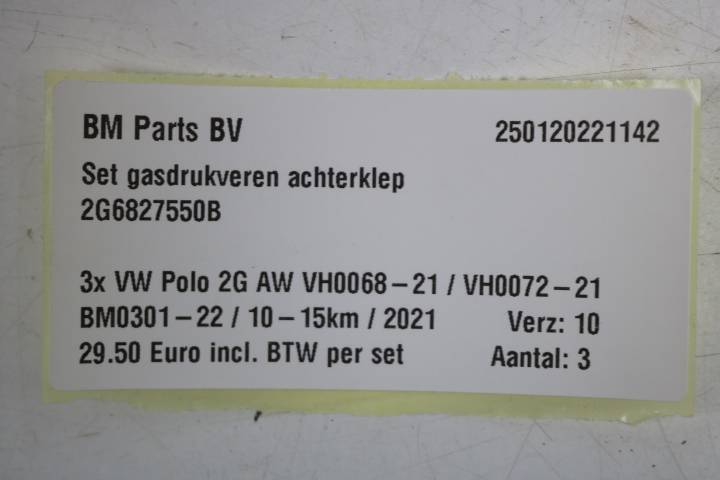 BM Parts BV 250120221142
Set gasdrukveren achterklep
2G6827550B
3x VW Polo 2G AW VH0068-21 / VH0072-21
BM0301-22 / 10-15km / 2021 Verz: 10
29.50 Euro incl. BTW per set Aantal: 3